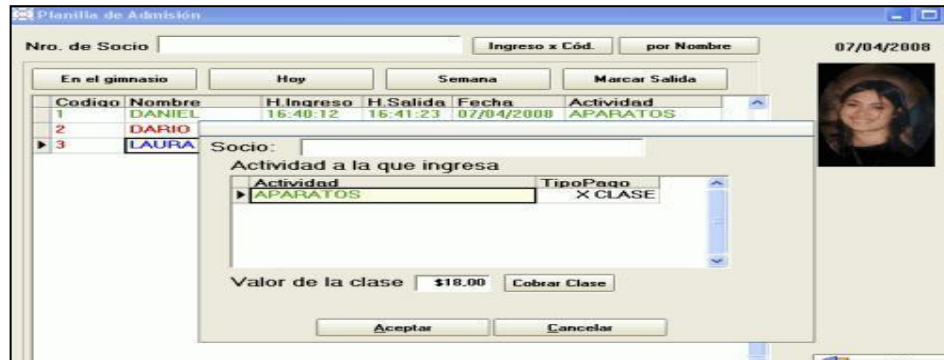 Planilla de Admisión
Nro. de Socio Ingreso x Cód. por Nombre 07/04/2008
En el gimnasio Hoy Semana Marcar Salida
Codigo Nombre H.Ingreso H.Salida Fecha Actividad
1 DANIEL 16:40:12 16:41:23 07/04/2008 APARATOS
2 DARIO
3 LAURA
Socio:
Actividad a la que ingresa
Actividad TipoPago
APARATOS X CLASE
Valor de la clase $18,00 Cobrar Clase
Aceptar Cancelar